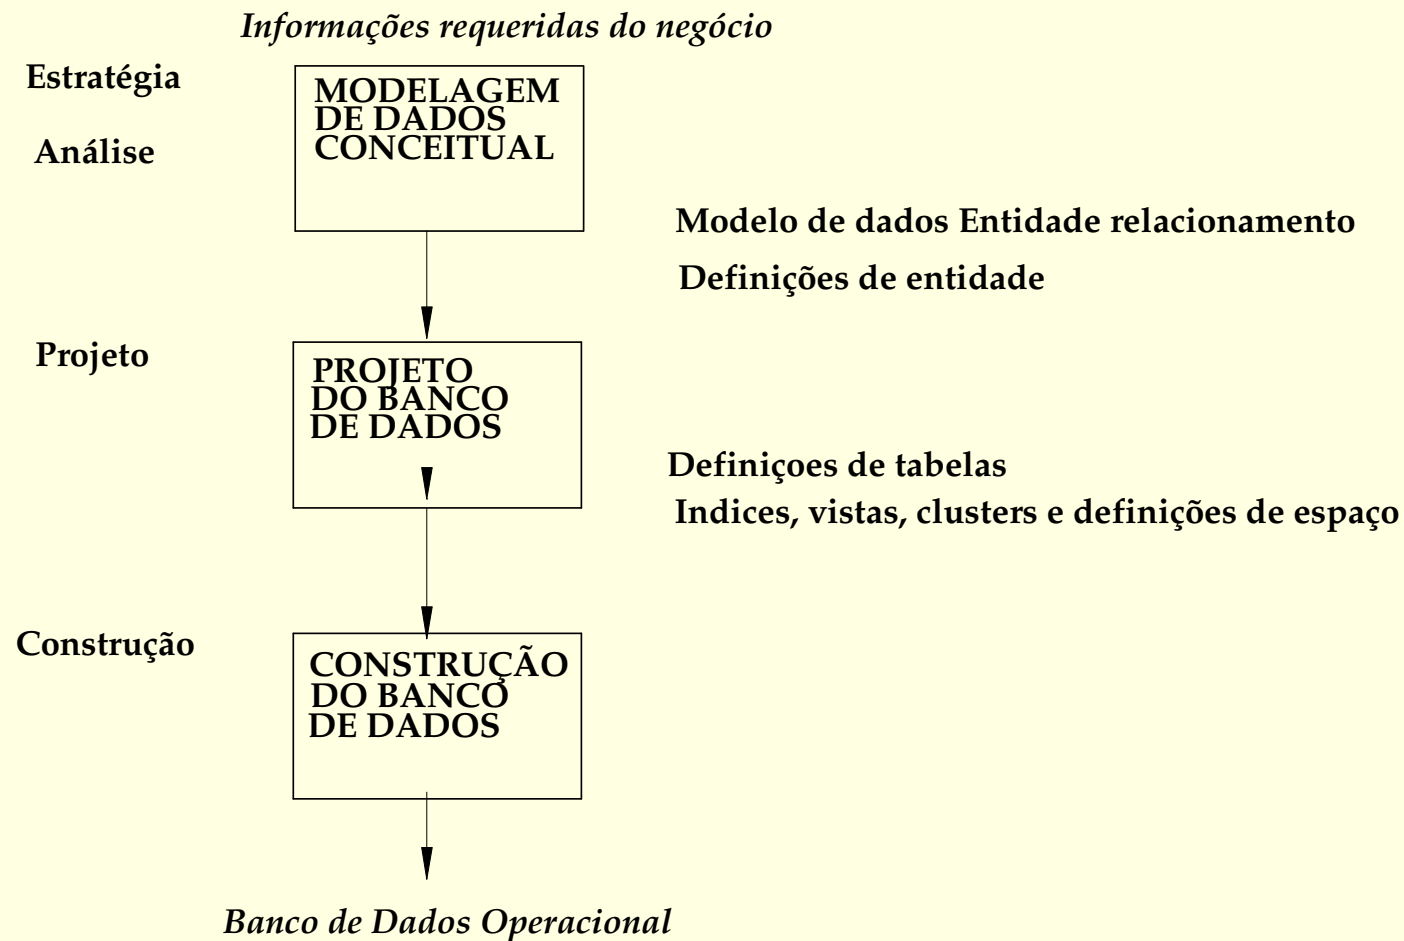 Informações requeridas do negócio
Estratégia
MODELAGEM
DE DADOS
CONCEITUAL
Análise
Modelo de dados Entidade relacionamento
Definições de entidade
Projeto
PROJETO
DO BANCO
DE DADOS
Definiçoes de tabelas
Indices, vistas, clusters e definições de espaço
Construção
CONSTRUÇÃO
DO BANCO
DE DADOS
Banco de Dados Operacional